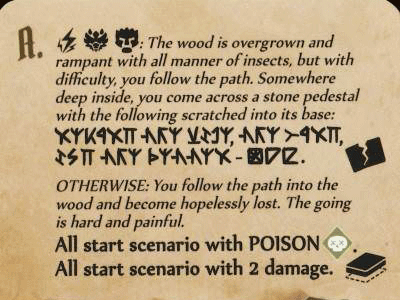 A.
: The wood is overgrown and
rampant with all manner of insects, but with
difficulty, you follow the path. Somewhere
deep inside, you come across a stone pedestal
with the following scratched into its base:
OTHERWISE: You follow the path into the
wood and become hopelessly lost. The going
is hard and painful.
All start scenario with POISON .
All start scenario with 2 damage.